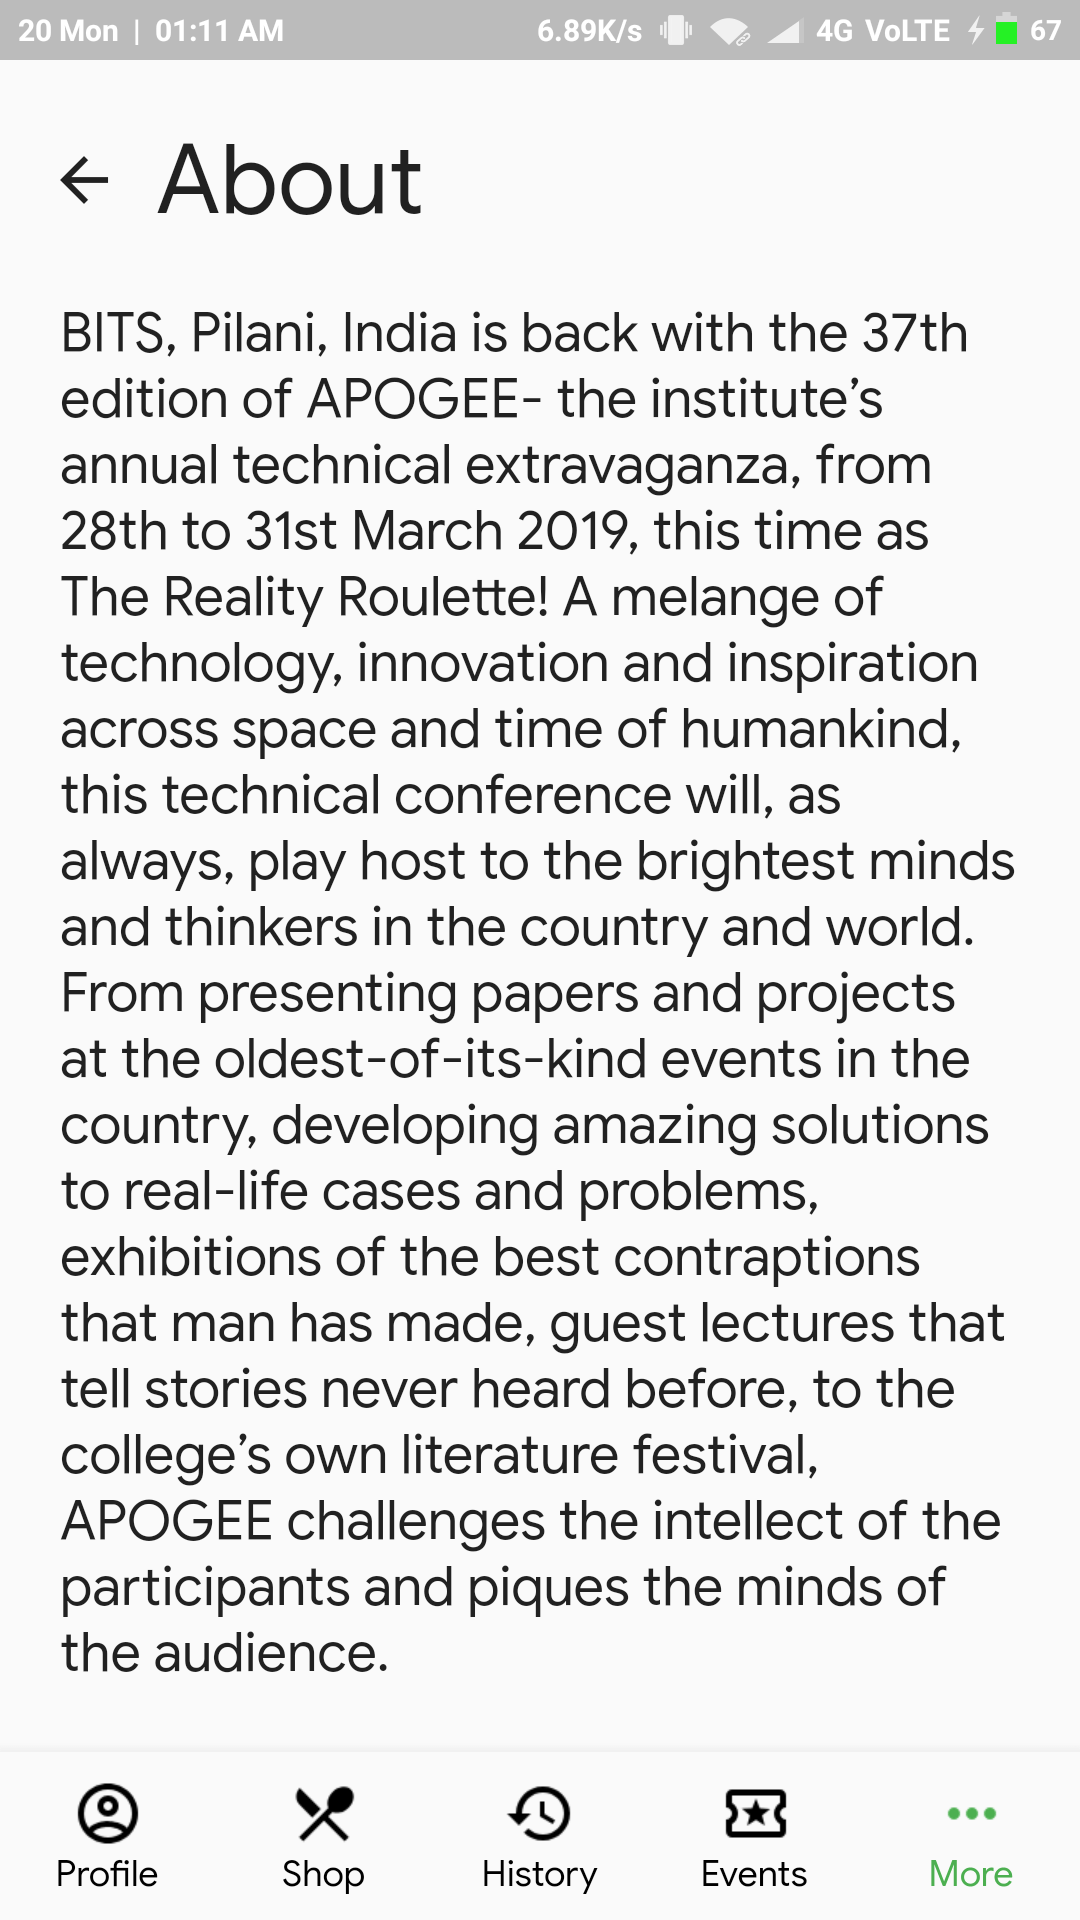 20 Mon | 01:11 AM 6.89K/s 4G VoLTE 67
About
BITS, Pilani, India is back with the 37th
edition of APOGEE- the institute’s
annual technical extravaganza, from
28th to 31st March 2019, this time as
The Reality Roulette! A melange of
technology, innovation and inspiration
across space and time of humankind,
this technical conference will, as
always, play host to the brightest minds
and thinkers in the country and world.
From presenting papers and projects
at the oldest-of-its-kind events in the
country, developing amazing solutions
to real-life cases and problems,
exhibitions of the best contraptions
that man has made, guest lectures that
tell stories never heard before, to the
college’s own literature festival,
APOGEE challenges the intellect of the
participants and piques the minds of
the audience.
Profile Shop History Events More